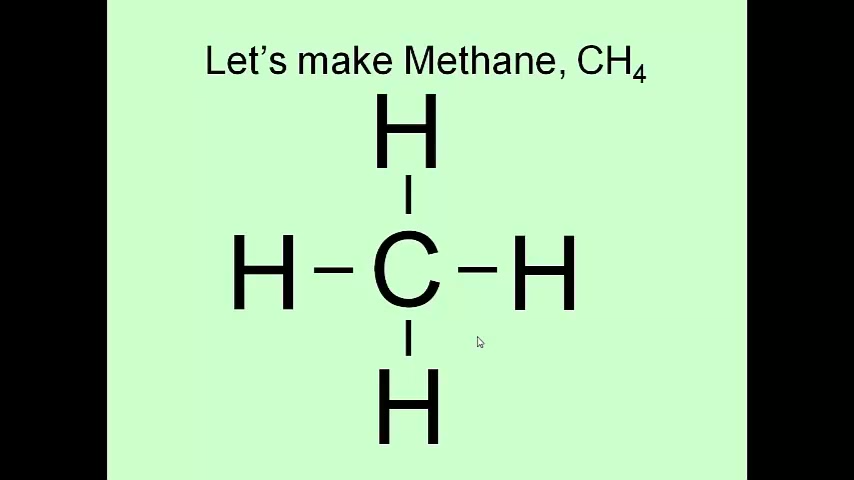 Let's make Methane, CH₄
H
H – C – H
H